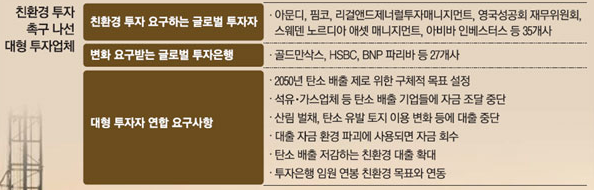 친환경 투자
촉구 나선
대형 투자업체
친환경 투자 요구하는 글로벌 투자자
· 아문디, 핌코, 리걸앤드제너럴투자매니지먼트, 영국성공회 재무위원회,
스웨덴 노르디아 애셋 매니지먼트, 아비바 인베스터스 등 35개사
변화 요구받는 글로벌 투자은행
· 골드만삭스, HSBC, BNP 파리바 등 27개사
대형 투자자 연합 요구사항
· 2050년 탄소 배출 제로 위한 구체적 목표 설정
· 석유·가스업체 등 탄소 배출 기업들에 자금 조달 중단
· 산림 벌채, 탄소 유발 토지 이용 변화 등에 대출 중단
· 대출 자금 환경 파괴에 사용되면 자금 회수
· 탄소 배출 저감하는 친환경 대출 확대
· 투자은행 임원 연봉 친환경 목표와 연동